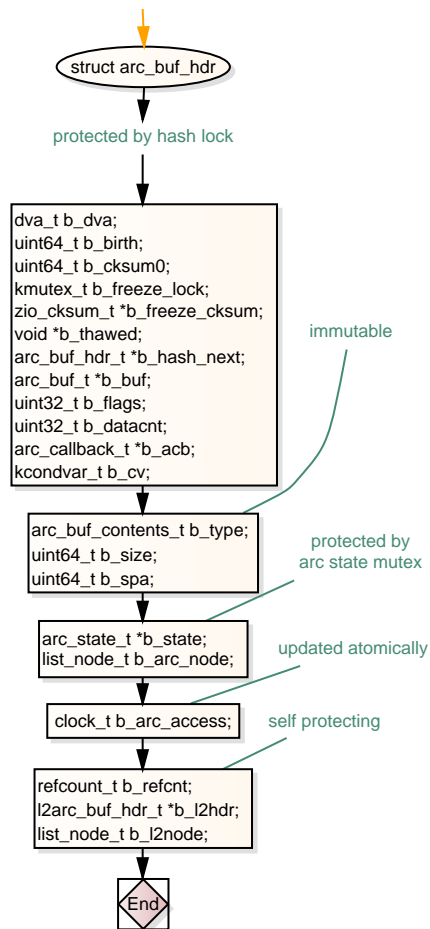 struct arc_buf_hdr
protected by hash lock
dva_t b_dva;
uint64_t b_birth;
uint64_t b_cksum0;
kmutex_t b_freeze_lock;
zio_cksum_t *b_freeze_cksum;
void *b_thawed;
arc_buf_hdr_t *b_hash_next;
arc_buf_t *b_buf;
uint32_t b_flags;
uint32_t b_datacnt;
arc_callback_t *b_acb;
kcondvar_t b_cv;
immutable
arc_buf_contents_t b_type;
uint64_t b_size;
uint64_t b_spa;
protected by
arc state mutex
arc_state_t *b_state;
list_node_t b_arc_node;
updated atomically
clock_t b_arc_access;
self protecting
refcount_t b_refcnt;
l2arc_buf_hdr_t *b_l2hdr;
list_node_t b_l2node;
End